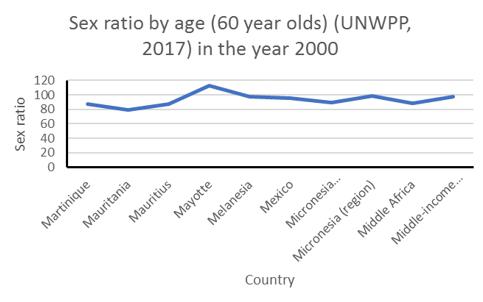 Sex ratio by age (60 year olds) (UNWPP,
2017) in the year 2000
120
100
80
60
40
20
0
Sex ratio
Martinique
Mauritania
Mauritius
Mayotte
Melanesia
Mexico
Micronesia…
Micronesia (region)
Middle Africa
Middle-income…
Country